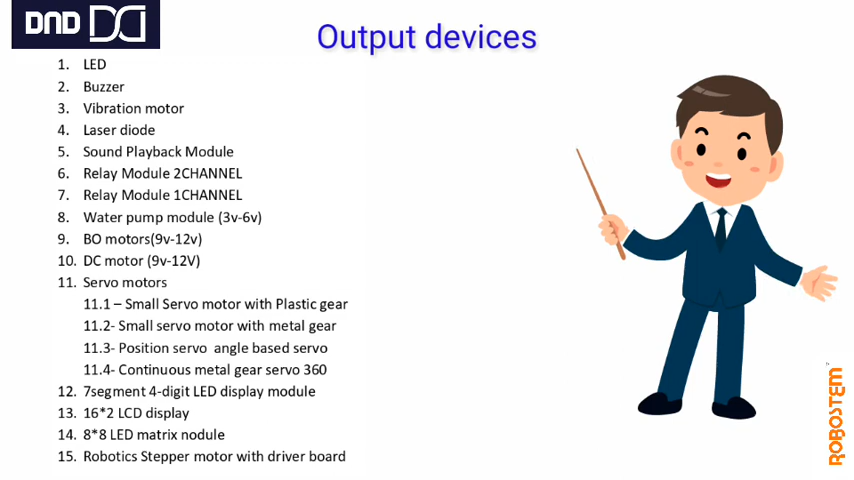 DND
Output devices
1. LED
2. Buzzer
3. Vibration motor
4. Laser diode
5. Sound Playback Module
6. Relay Module 2CHANNEL
7. Relay Module 1CHANNEL
8. Water pump module (3v-6v)
9. BO motors(9v-12v)
10. DC motor (9v-12V)
11. Servo motors
11.1 – Small Servo motor with Plastic gear
11.2- Small servo motor with metal gear
11.3- Position servo angle based servo
11.4- Continuous metal gear servo 360
12. 7segment 4-digit LED display module
13. 16*2 LCD display
14. 8*8 LED matrix nodule
15. Robotics Stepper motor with driver board
ROBOSTEM